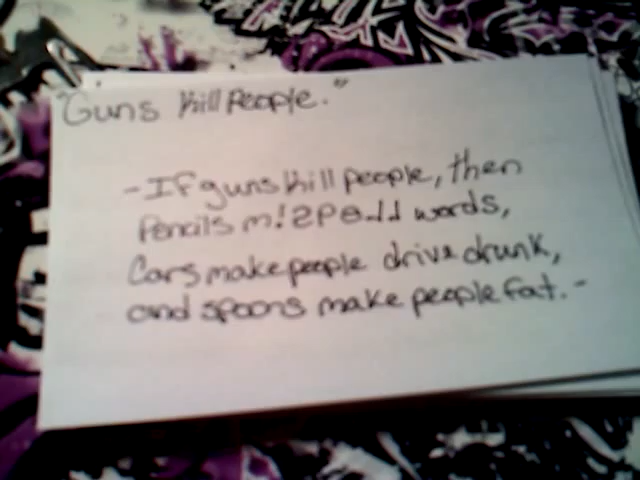 "Guns kill People."
- If guns kill people, then
Pencils m!2PeLL words,
Cars make people drive drunk,
and spoons make people fat. -